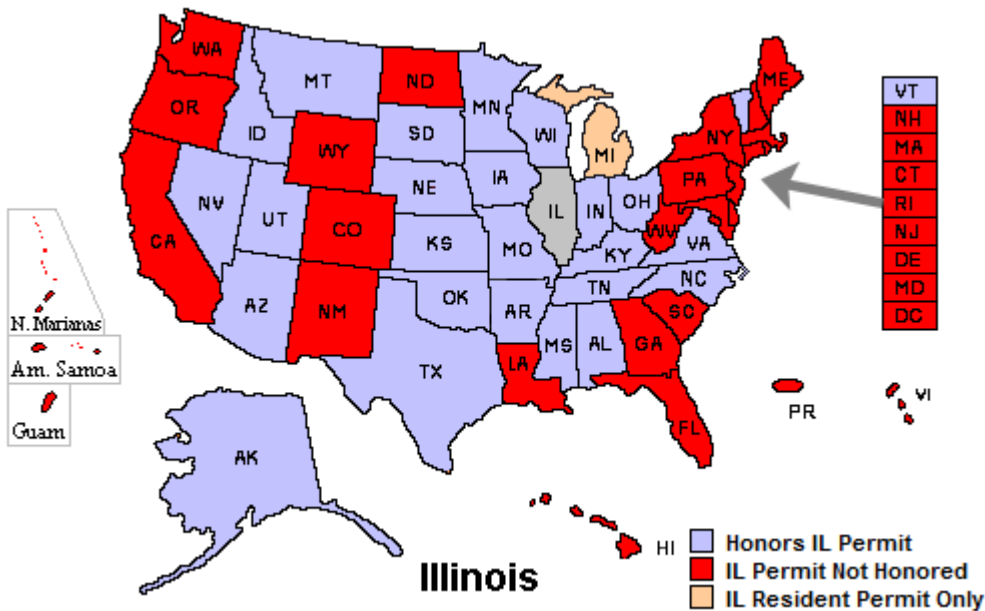 WA
MT
ND
MN
ME
OR
ID
SD
WI
MI
NY
VT
NH
MA
CT
RI
NJ
DE
MD
DC
WY
IA
PA
NE
NV
UT
CO
IL
IN
OH
WV
VA
CA
KS
MO
KY
NC
AZ
NM
OK
AR
TN
SC
MS
AL
GA
TX
LA
FL
N. Marianas
Am. Samoa
Guam
PR
VI
AK
HI
Illinois
Honors IL Permit
IL Permit Not Honored
IL Resident Permit Only